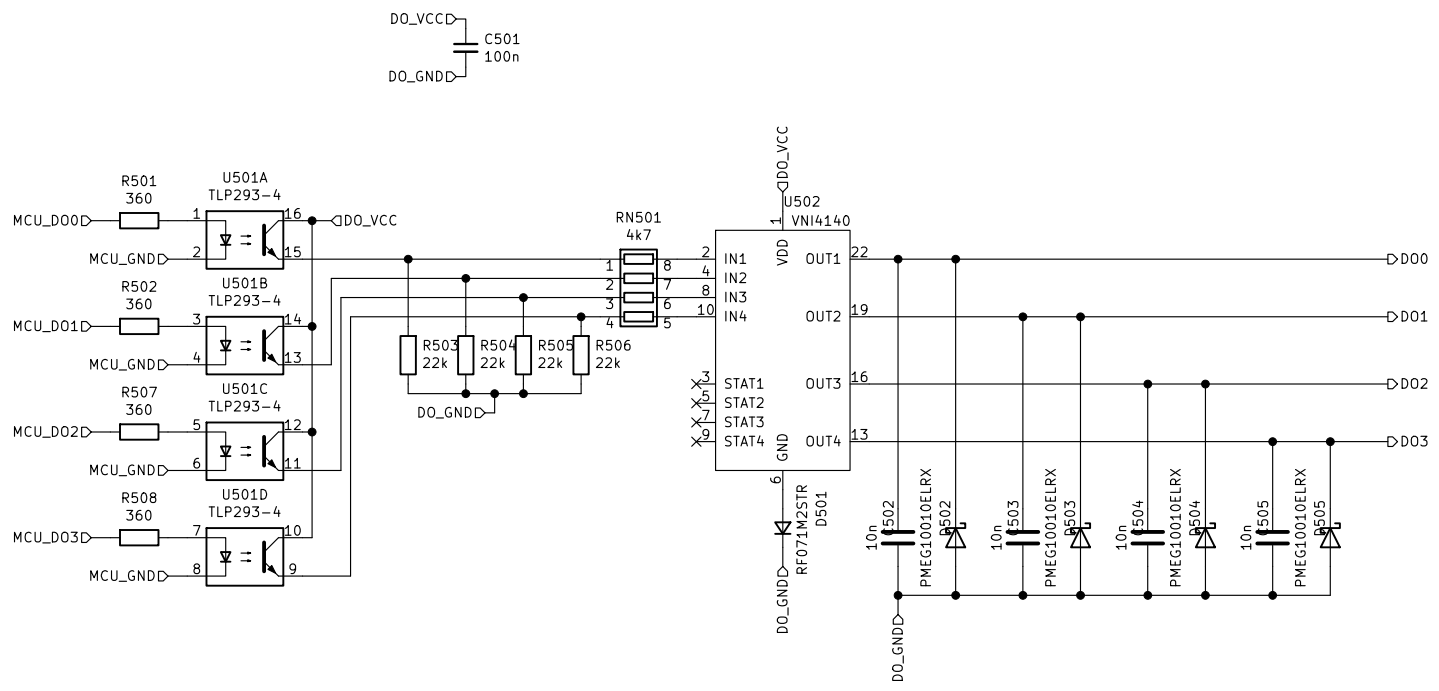 DO_VCC
C501
100n
DO_GND
R501
360
MCU_DO0
MCU_GND
U501A
TLP293-4
1
2
16
15
DO_VCC
R502
360
MCU_DO1
MCU_GND
U501B
TLP293-4
3
4
14
13
R507
360
MCU_DO2
MCU_GND
U501C
TLP293-4
5
6
12
11
R508
360
MCU_DO3
MCU_GND
U501D
TLP293-4
7
8
10
9
R503
22k
R504
22k
R505
22k
R506
22k
DO_GND
RN501
4k7
1
2
3
4
8
7
6
5
DO_VCC
U502
VNI4140
1
VDD
2
IN1
4
IN2
8
IN3
10
IN4
3
STAT1
5
STAT2
7
STAT3
9
STAT4
OUT1
22
OUT2
19
OUT3
16
OUT4
13
GND
6
D501
RF071M2STR
DO_GND
C502
10n
D502
PMEG10010ELRX
C503
10n
D503
PMEG10010ELRX
C504
10n
D504
PMEG10010ELRX
C505
10n
D505
PMEG10010ELRX
DO_GND
DO0
DO1
DO2
DO3